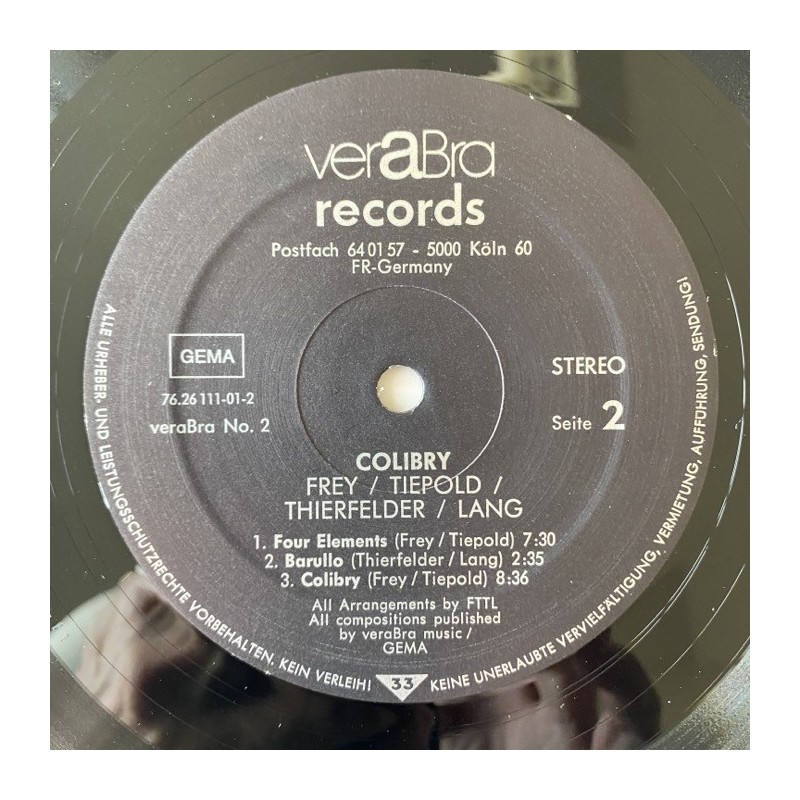 veraBra
records
Postfach 64 01 57 - 5000 Köln 60
FR-Germany
GEMA
76.26 111-01-2
veraBra No. 2
STEREO
Seite 2
COLIBRY
FREY / TIEPOLD /
THIERFELDER / LANG
1. Four Elements (Frey / Tiepold) 7:30
2. Barullo (Thierfelder / Lang) 2:35
3. Colibry (Frey / Tiepold) 8:36
All Arrangements by FTTL
All compositions published
by veraBra music /
GEMA
ALLE URHEBER- UND LEISTUNGSSCHUTZRECHTE VORBEHALTEN. KEIN VERLEIH!
33
KEINE UNERLAUBTE VERVIELFÄLTIGUNG, VERMIETUNG, AUFFÜHRUNG, SENDUNG!